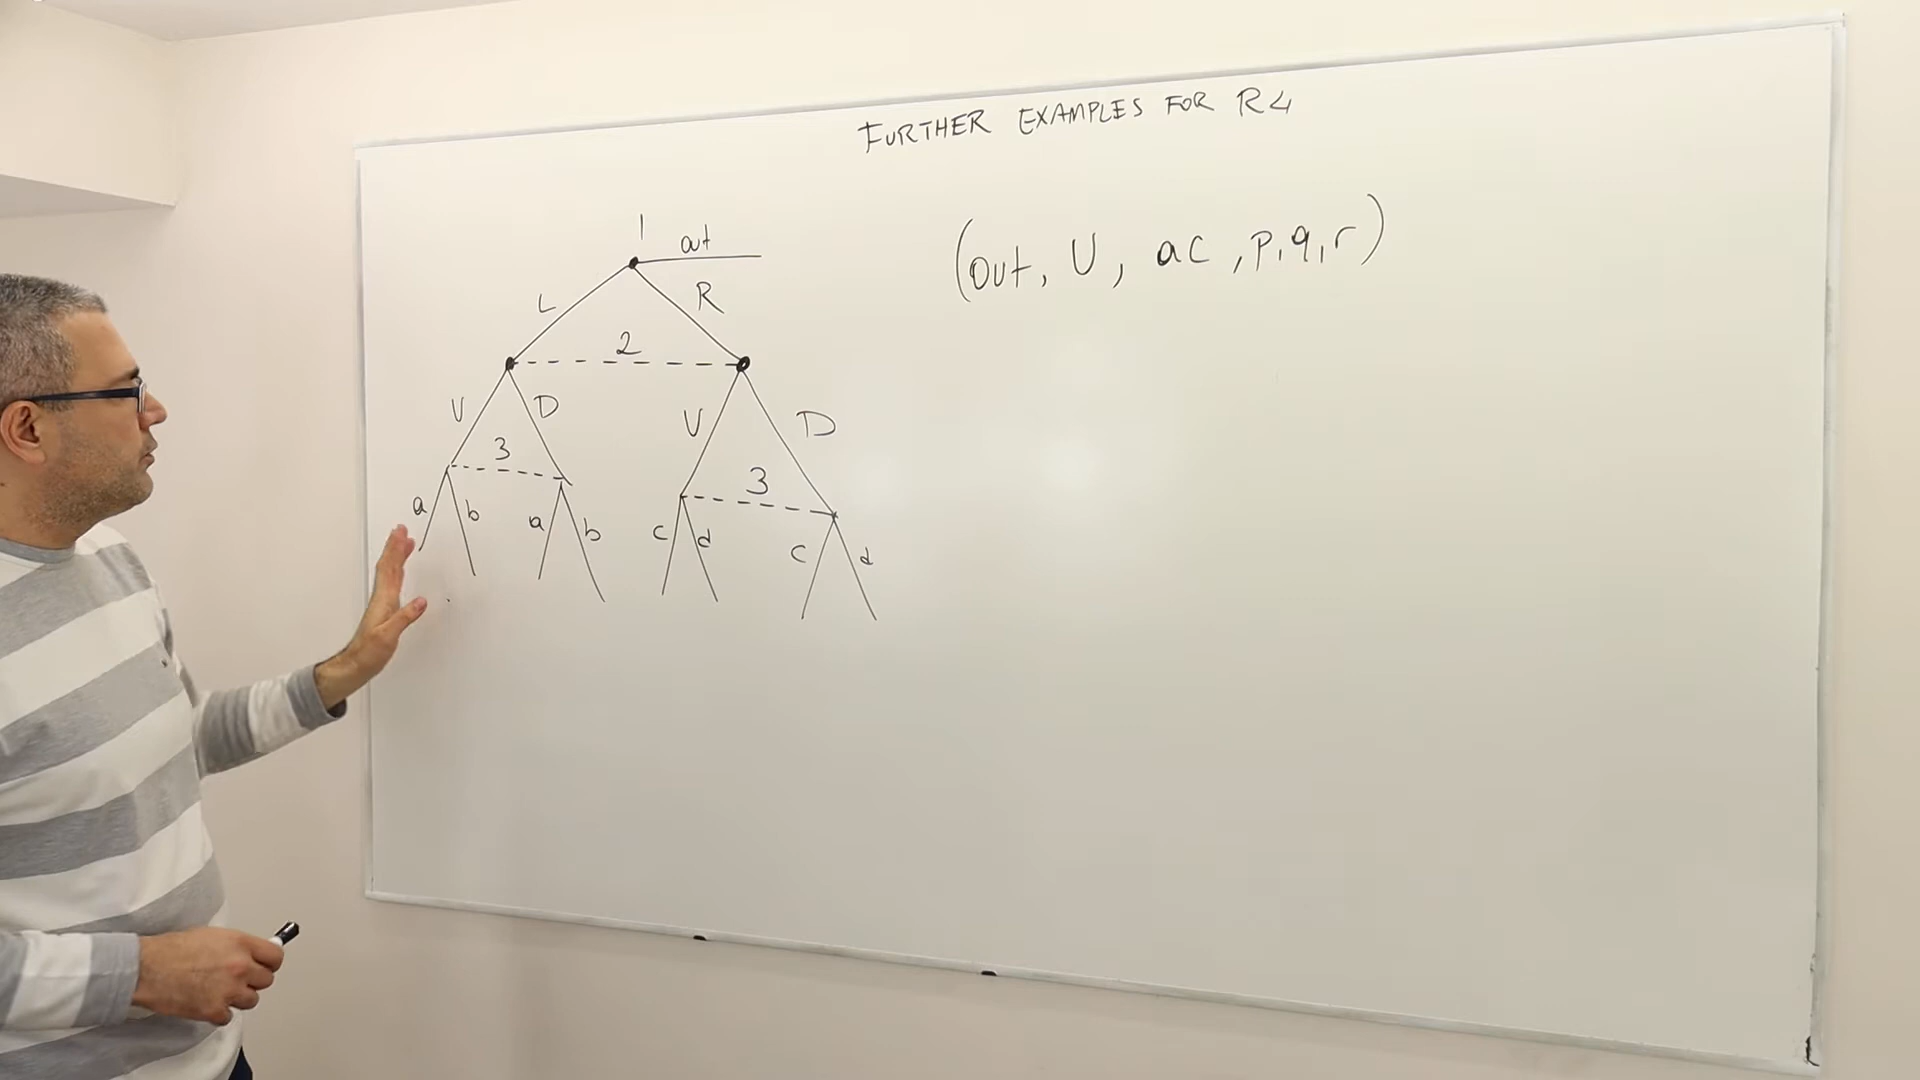 FURTHER EXAMPLES FOR R4
1
out
(out, U, ac, p, q, r)
L R
2
U D U D
3 3
a b a b c d c d